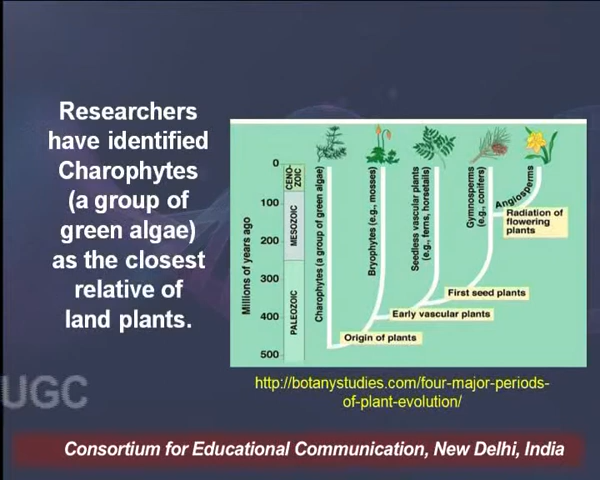 Researchers
have identified
Charophytes
(a group of
green algae)
as the closest
relative of
land plants.
Millions of years ago
0
100
200
300
400
500
CENO-
ZOIC
MESOZOIC
PALEOZOIC
Charophytes (a group of green algae)
Bryophytes (e.g., mosses)
Seedless vascular plants
(e.g., ferns, horsetails)
Gymnosperms
(e.g., conifers)
Angiosperms
Radiation of
flowering
plants
First seed plants
Early vascular plants
Origin of plants
http://botanystudies.com/four-major-periods-
of-plant-evolution/
UGC
Consortium for Educational Communication, New Delhi, India